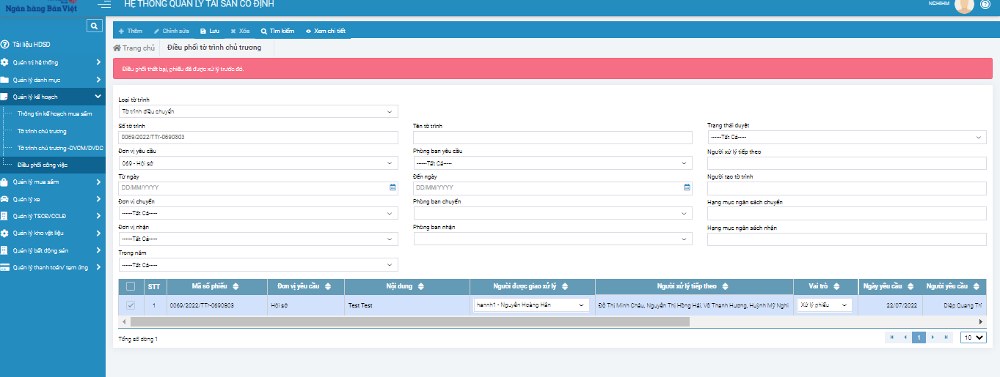 Ngân hàng Bản Việt
HỆ THỐNG QUẢN LÝ TÀI SẢN CỐ ĐỊNH
NGHIHM
Thêm Chỉnh sửa Lưu Xóa Tìm kiếm Xem chi tiết
Tài liệu HDSD
Quản trị hệ thống
Quản lý danh mục
Quản lý kế hoạch
Thông tin kế hoạch mua sắm
Tờ trình chủ trương
Tờ trình chủ trương -DVCM/DVDC
Điều phối công việc
Quản lý mua sắm
Quản lý xe
Quản lý TSCĐ/CCLĐ
Quản lý kho vật liệu
Quản lý bất động sản
Quản lý thanh toán/ tạm ứng
Trang chủ Điều phối tờ trình chủ trương
Điều phối thất bại, phiếu đã được xử lý trước đó.
Loại tờ trình
Tờ trình điều chuyển
Số tờ trình Tên tờ trình Trạng thái duyệt
0069/2022/TTr-0690803 -----Tất Cả-----
Đơn vị yêu cầu Phòng ban yêu cầu Người xử lý tiếp theo
069 - Hội sở -----Tất Cả-----
Từ ngày Đến ngày Người tạo tờ trình
DD/MM/YYYY DD/MM/YYYY
Đơn vị chuyển Phòng ban chuyển Hạng mục ngân sách chuyển
-----Tất Cả-----
Đơn vị nhận Phòng ban nhận Hạng mục ngân sách nhận
-----Tất Cả-----
Trong năm
-----Tất Cả-----
STT Mã số phiếu Đơn vị yêu cầu Nội dung Người được giao xử lý Người xử lý tiếp theo Vai trò Ngày yêu cầu Người yêu cầu
1 0069/2022/TTr-0690803 Hội sở Test Test hannh1 - Nguyễn Hoàng Hân Đỗ Thị Minh Châu, Nguyễn Thị Hồng Hải, Võ Thanh Hương, Huỳnh Mỹ Nghi Xử lý phiếu 22/07/2022 Diệp Quang Trí
Tổng số dòng 1
1
10